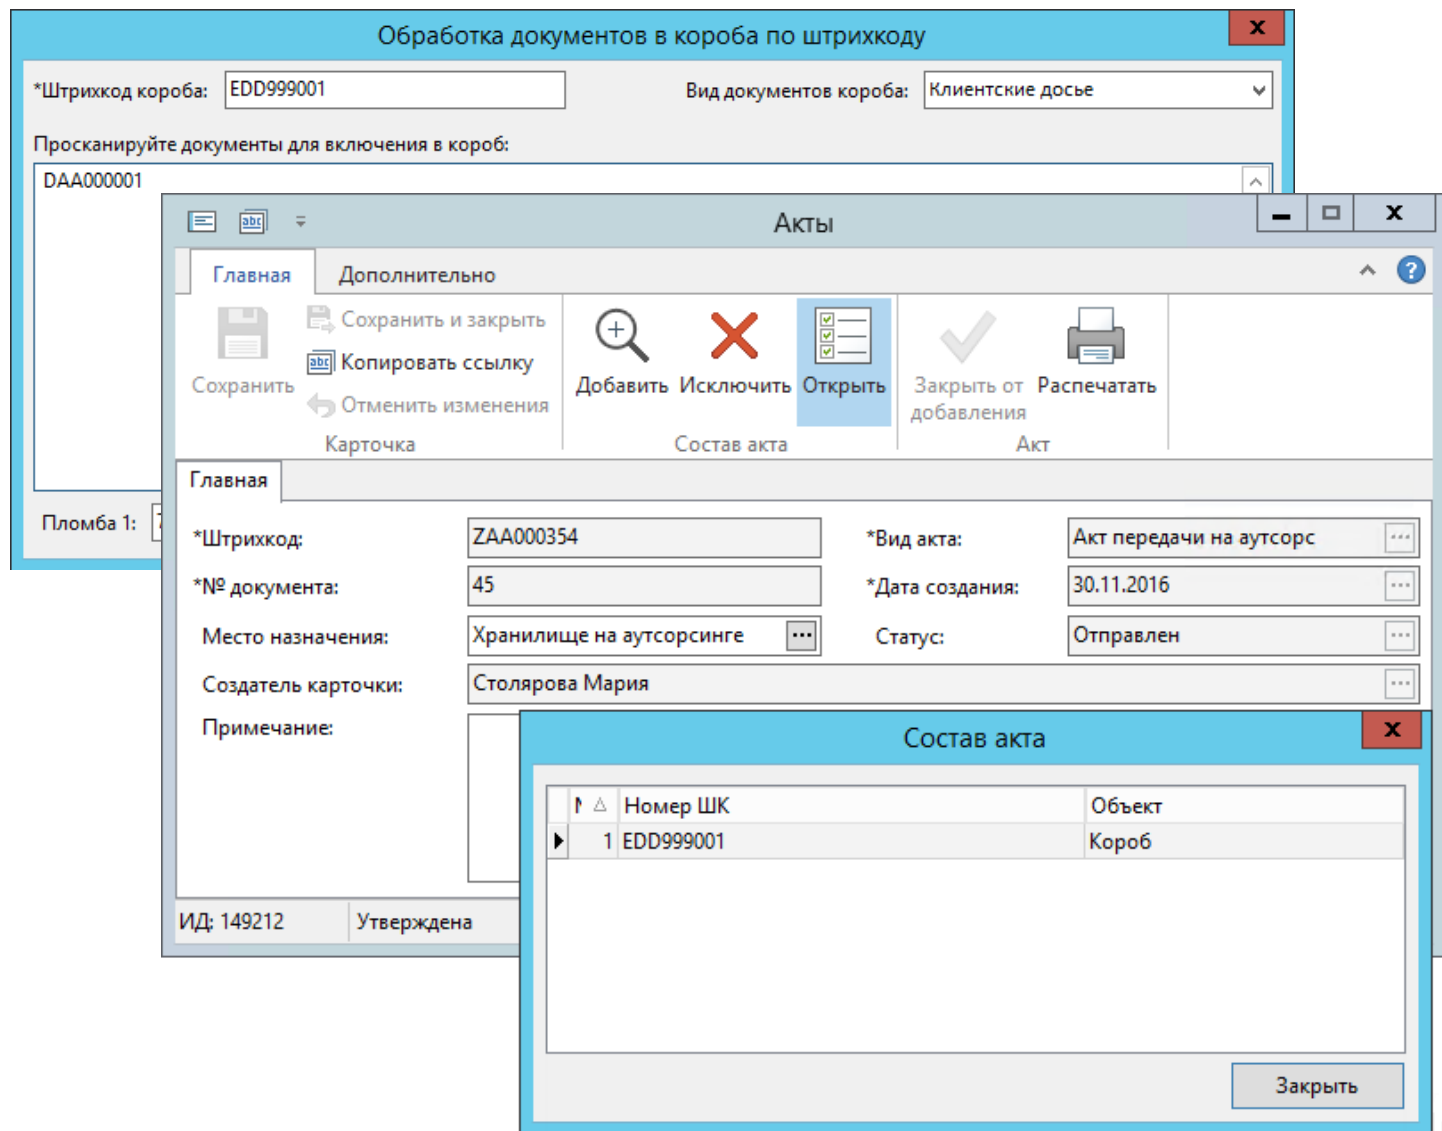 Обработка документов в короба по штрихкоду
x
*Штрихкод короба: EDD999001 Вид документов короба: Клиентские досье
Просканируйте документы для включения в короб:
DAA000001
Акты
x
Главная Дополнительно
?
Сохранить
Сохранить и закрыть
abc Копировать ссылку
Отменить изменения
Карточка
Добавить Исключить Открыть
Состав акта
Закрыть от добавления
Распечатать
Акт
Главная
Пломба 1:
*Штрихкод: ZAA000354 *Вид акта: Акт передачи на аутсорс
*№ документа: 45 *Дата создания: 30.11.2016
Место назначения: Хранилище на аутсорсинге Статус: Отправлен
Создатель карточки: Столярова Мария
Примечание:
ИД: 149212 Утверждена
Состав акта
x
Номер ШК Объект
1 EDD999001 Короб
Закрыть